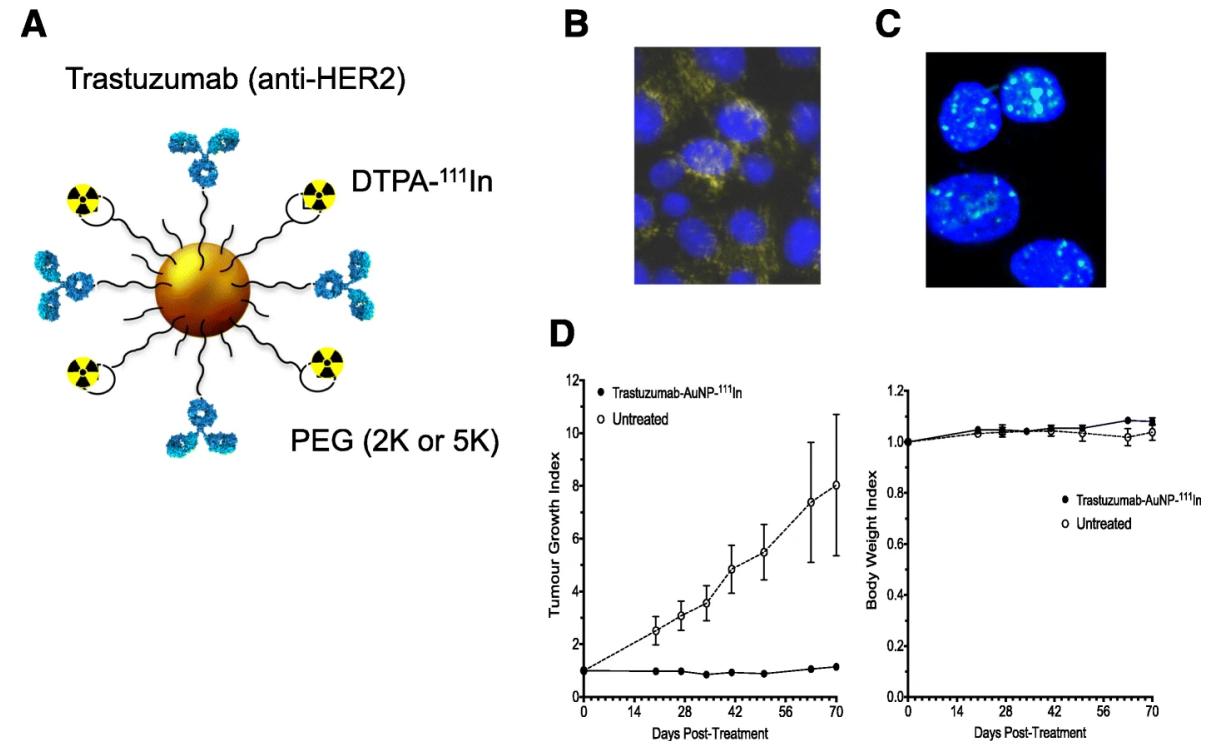 A
Trastuzumab (anti-HER2)
DTPA-¹¹¹In
PEG (2K or 5K)
B
C
D
Tumour Growth Index
12
10
8
6
4
2
0
Trastuzumab-AuNP-¹¹¹In
Untreated
0 14 28 42 56 70
Days Post-Treatment
Body Weight Index
1.2
1.0
0.8
0.6
0.4
0.2
0.0
Trastuzumab-AuNP-¹¹¹In
Untreated
0 14 28 42 56 70
Days Post-Treatment